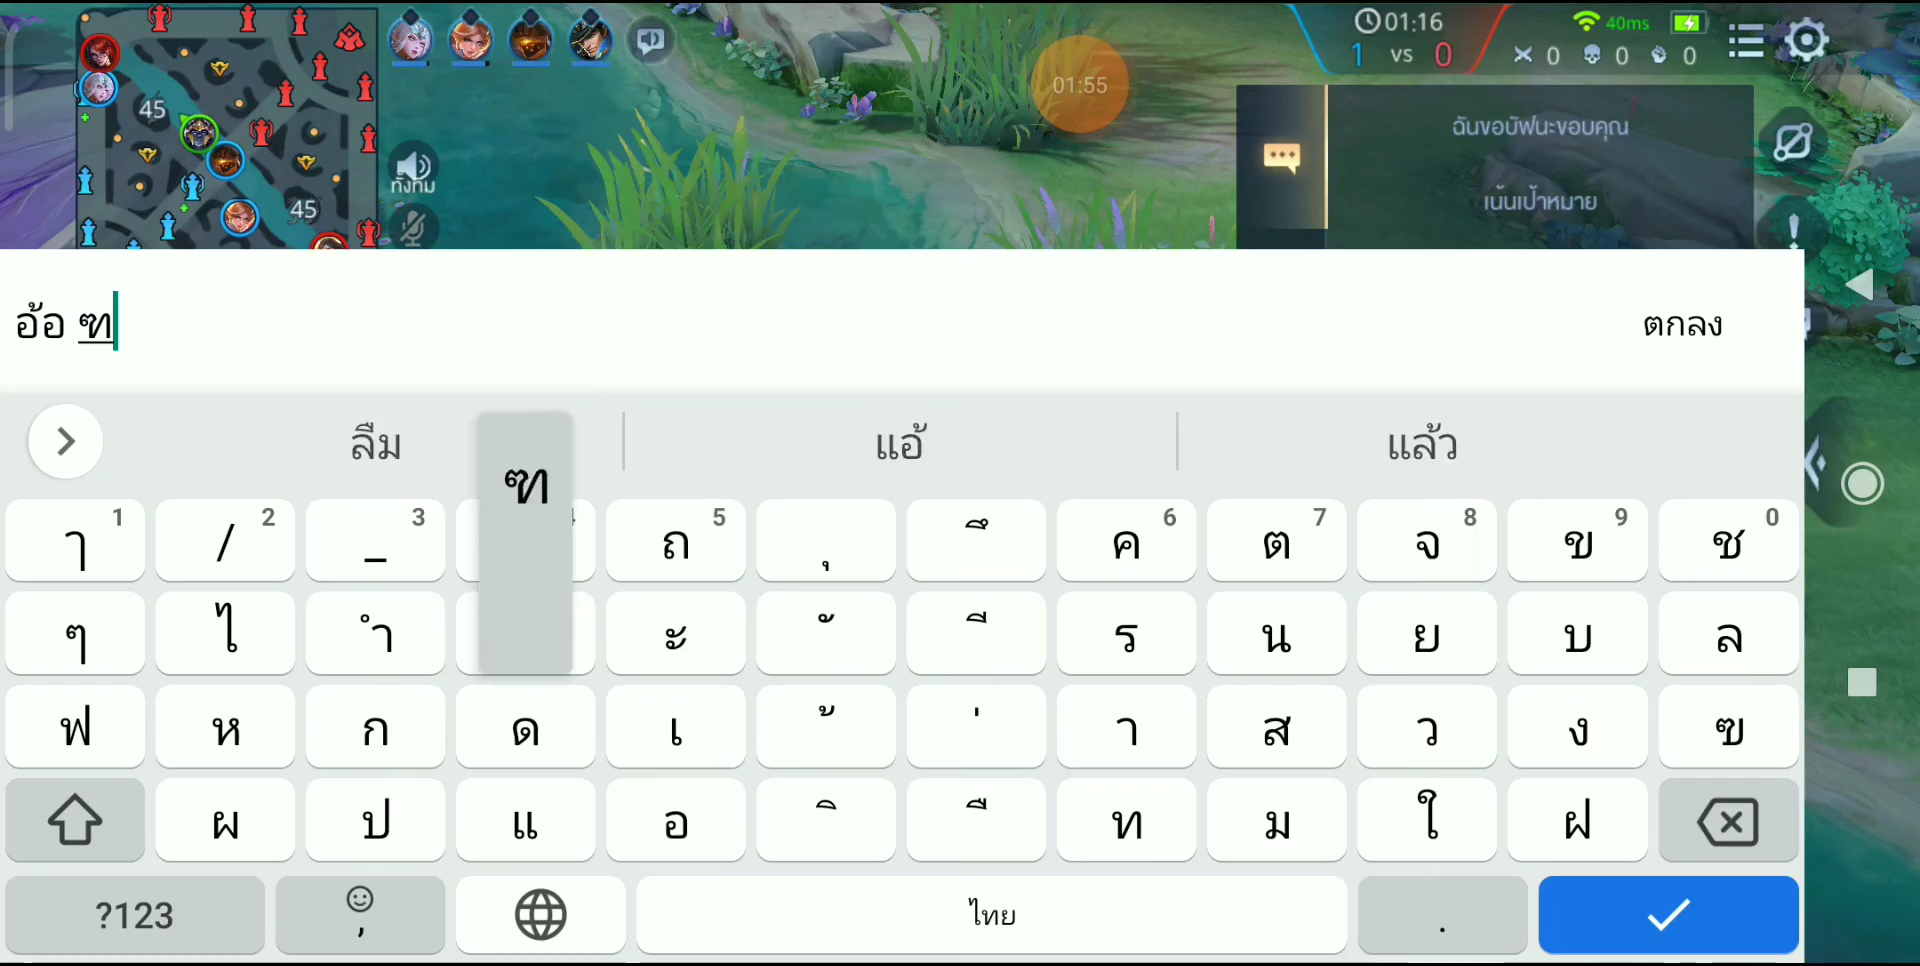 45
45
ทั้งทีม
01:55
01:16
40ms
1 vs 0
0 0 0
ฉันขอบัฟนะขอบคุณ
เน้นเป้าหมาย
อ้อ ฑ
ตกลง
ลืม
ฑ
แอ้
แล้ว
ๅ 1 / 2 _ 3 4 ถ 5 ุ ึ ค 6 ต 7 จ 8 ข 9 ช 0
ๆ ไ ำ ะ ั ี ร น ย บ ล
ฟ ห ก ด เ ้ ่ า ส ว ง ฃ
ผ ป แ อ ิ ื ท ม ใ ฝ
?123 , ไทย .